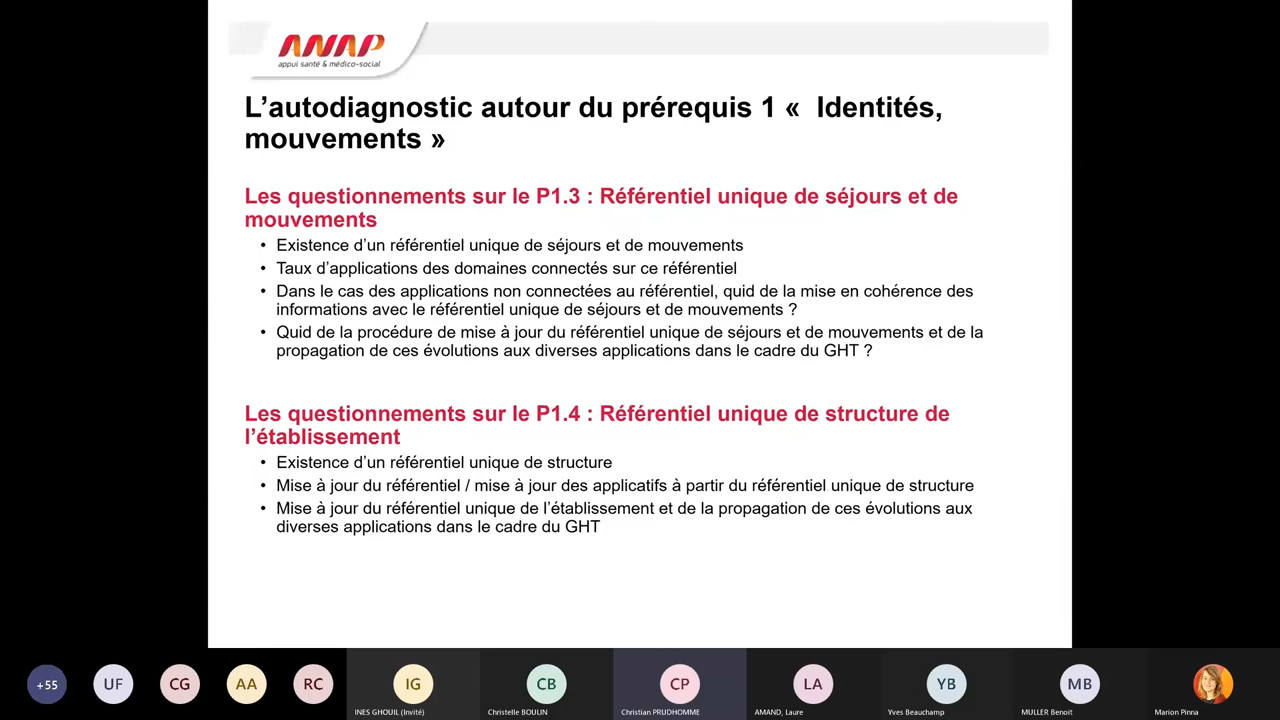 ANAP
appui santé & médico-social
L’autodiagnostic autour du prérequis 1 «  Identités,
mouvements »
Les questionnements sur le P1.3 : Référentiel unique de séjours et de
mouvements
• Existence d’un référentiel unique de séjours et de mouvements
• Taux d’applications des domaines connectés sur ce référentiel
• Dans le cas des applications non connectées au référentiel, quid de la mise en cohérence des
informations avec le référentiel unique de séjours et de mouvements ?
• Quid de la procédure de mise à jour du référentiel unique de séjours et de mouvements et de la
propagation de ces évolutions aux diverses applications dans le cadre du GHT ?
Les questionnements sur le P1.4 : Référentiel unique de structure de
l’établissement
• Existence d’un référentiel unique de structure
• Mise à jour du référentiel / mise à jour des applicatifs à partir du référentiel unique de structure
• Mise à jour du référentiel unique de l’établissement et de la propagation de ces évolutions aux
diverses applications dans le cadre du GHT
+55 UF CG AA RC IG CB CP LA YB MB
INES GHOUIL (Invité) Christelle BOULIN Christian PRUDHOMME AMAND, Laure Yves Beauchamp MULLER Benoit Marion Pinna